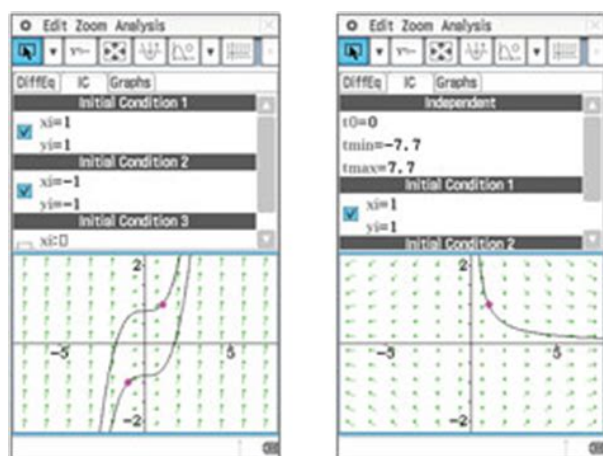 Edit Zoom Analysis
DiffEq IC Graphs
Initial Condition 1
xi=1
yi=1
Initial Condition 2
xi=-1
yi=-1
Initial Condition 3
xi:
2
-5 5
-2
Edit Zoom Analysis
DiffEq IC Graphs
Independent
t0=0
tmin=-7.7
tmax=7.7
Initial Condition 1
xi=1
yi=1
Initial Condition 2
2
5
-2